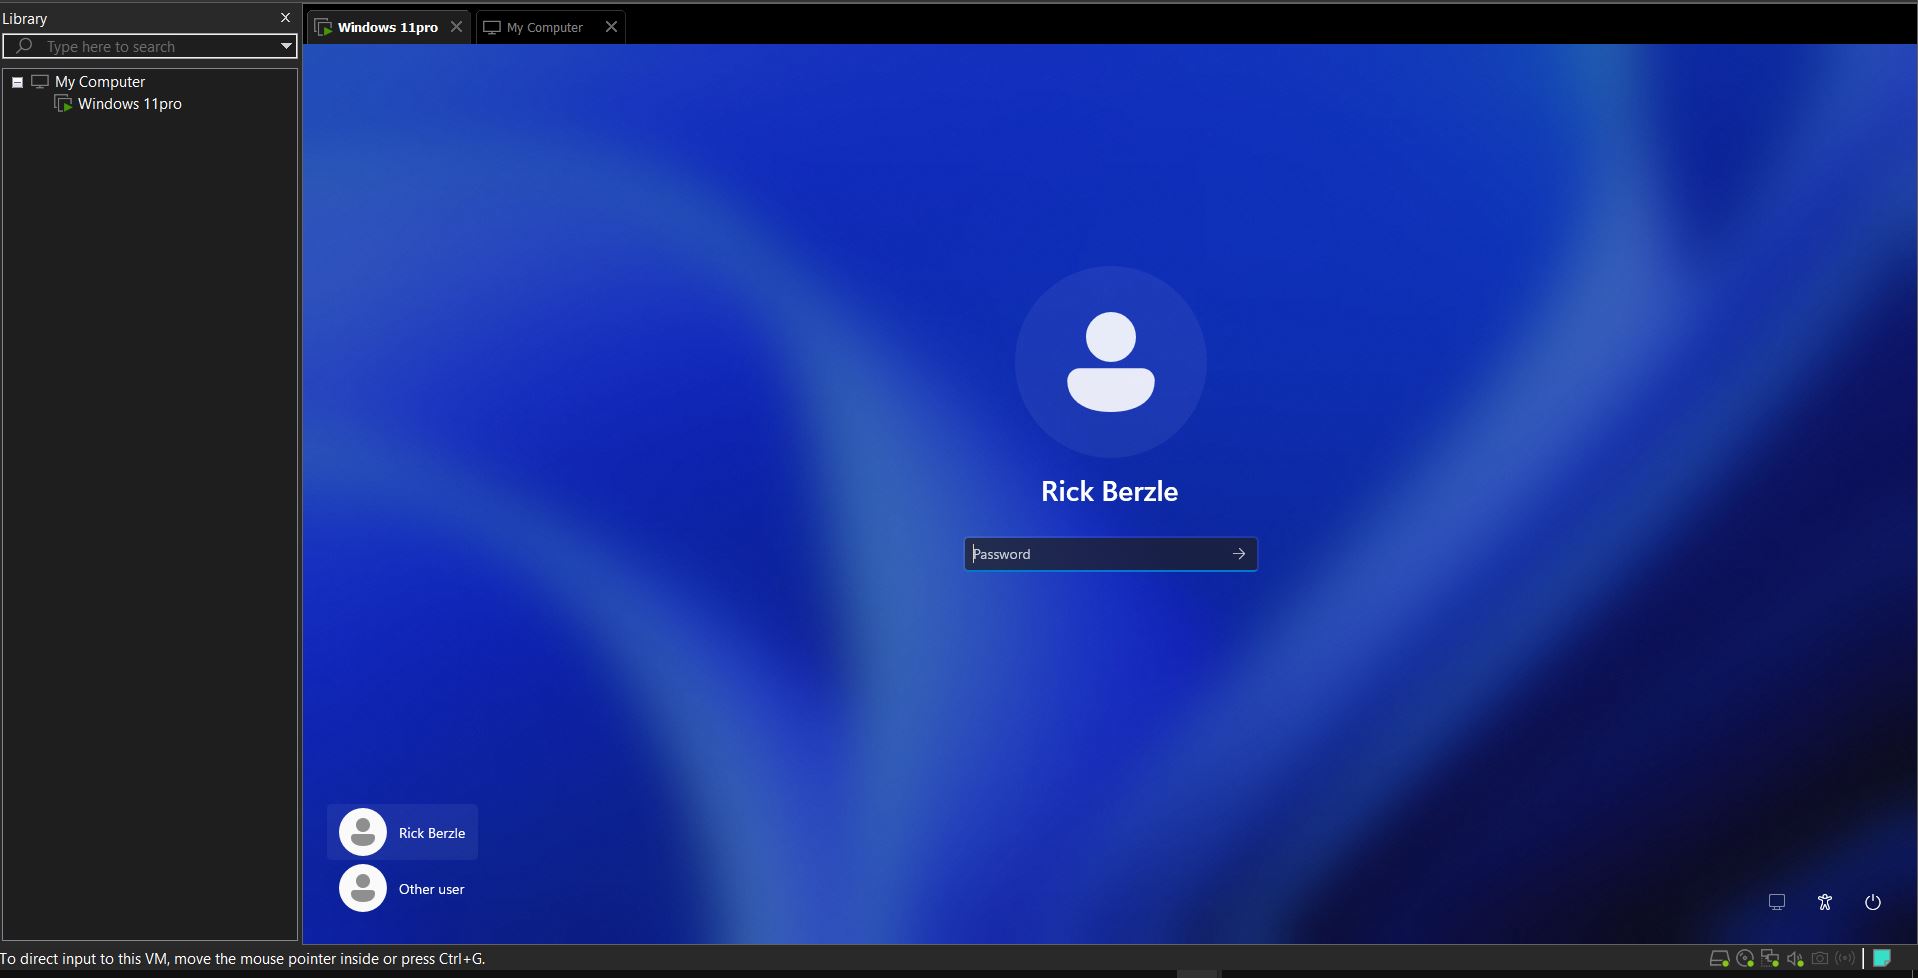 Library
Type here to search
My Computer
Windows 11pro
Windows 11pro
My Computer
Rick Berzle
Password
Rick Berzle
Other user
To direct input to this VM, move the mouse pointer inside or press Ctrl+G.